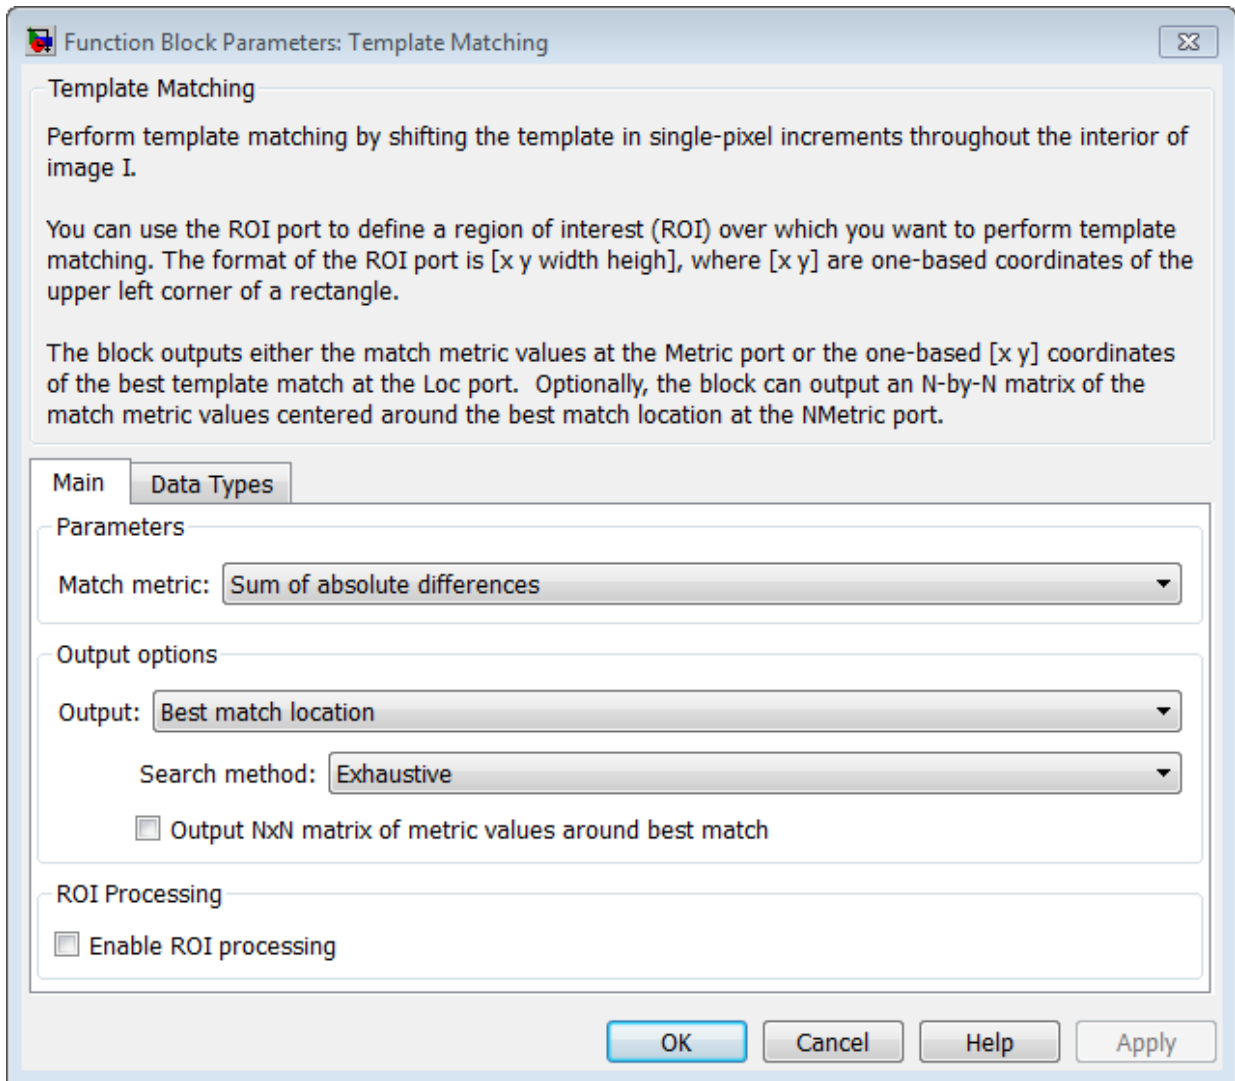 Function Block Parameters: Template Matching
Template Matching
Perform template matching by shifting the template in single-pixel increments throughout the interior of
image I.
You can use the ROI port to define a region of interest (ROI) over which you want to perform template
matching. The format of the ROI port is [x y width heigh], where [x y] are one-based coordinates of the
upper left corner of a rectangle.
The block outputs either the match metric values at the Metric port or the one-based [x y] coordinates
of the best template match at the Loc port.  Optionally, the block can output an N-by-N matrix of the
match metric values centered around the best match location at the NMetric port.
Main Data Types
Parameters
Match metric: Sum of absolute differences
Output options
Output: Best match location
Search method: Exhaustive
Output NxN matrix of metric values around best match
ROI Processing
Enable ROI processing
OK Cancel Help Apply